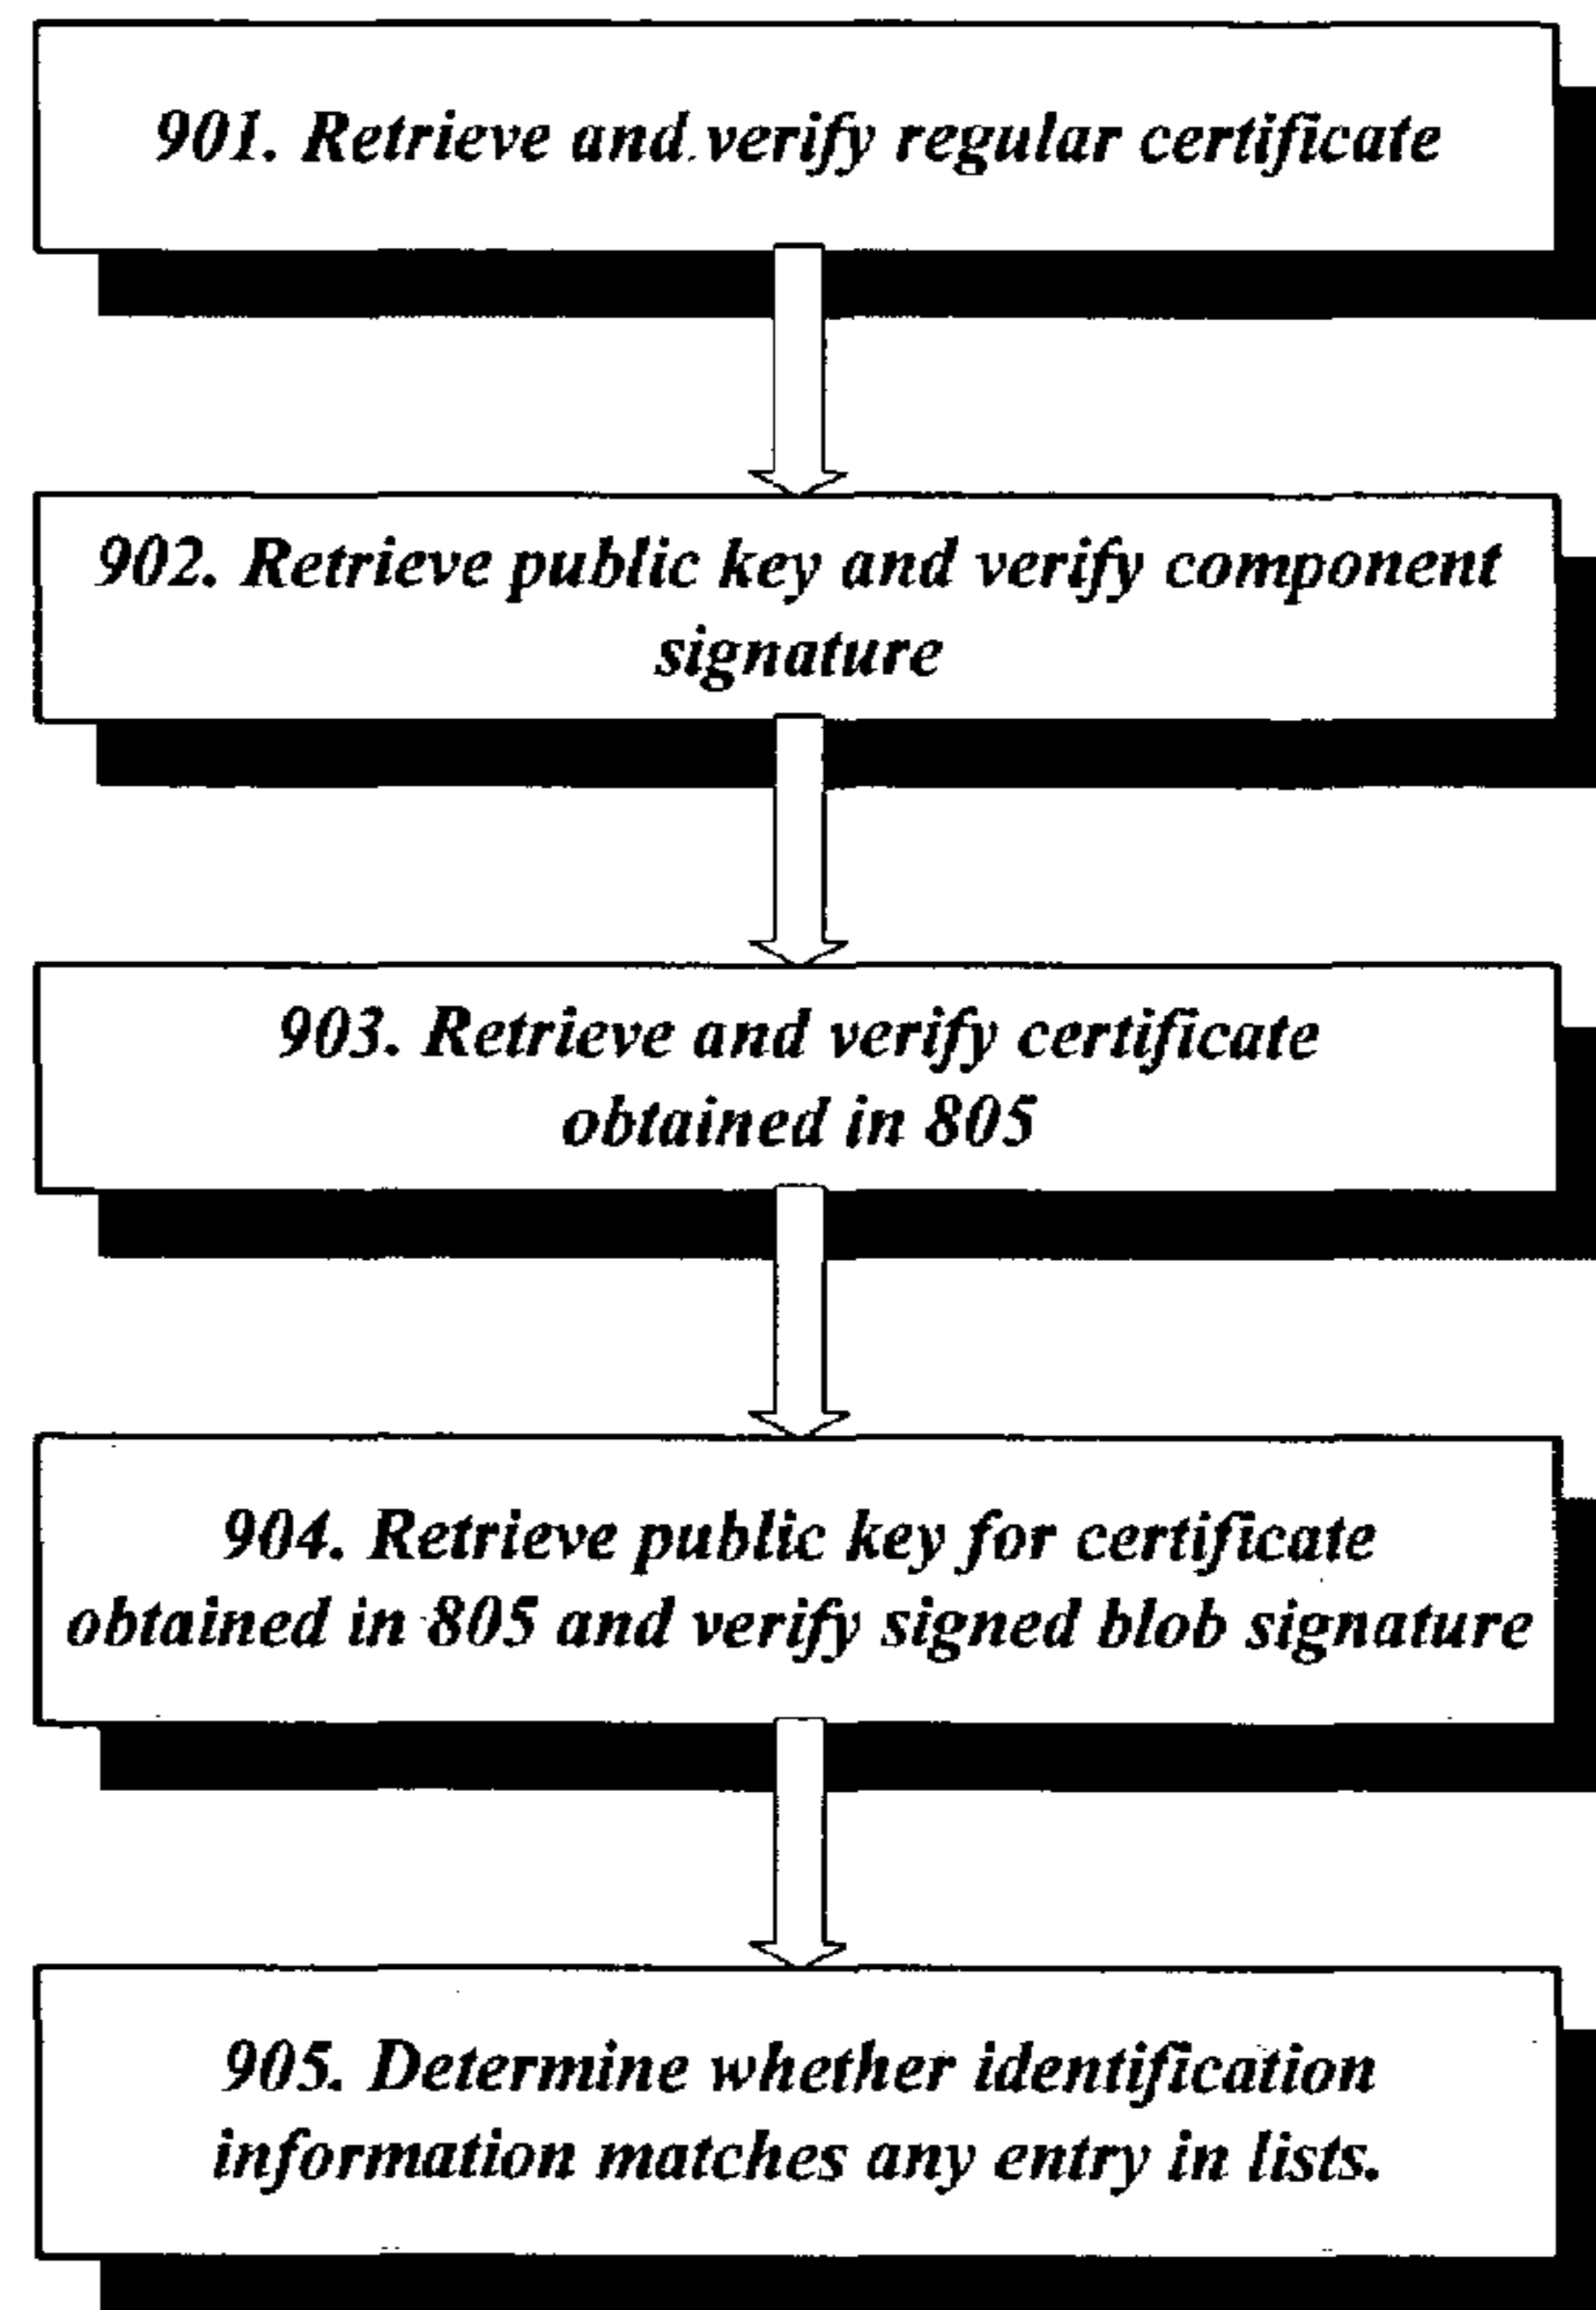 901. Retrieve and verify regular certificate
902. Retrieve public key and verify component
signature
903. Retrieve and verify certificate
obtained in 805
904. Retrieve public key for certificate
obtained in 805 and verify signed blob signature
905. Determine whether identification
information matches any entry in lists.